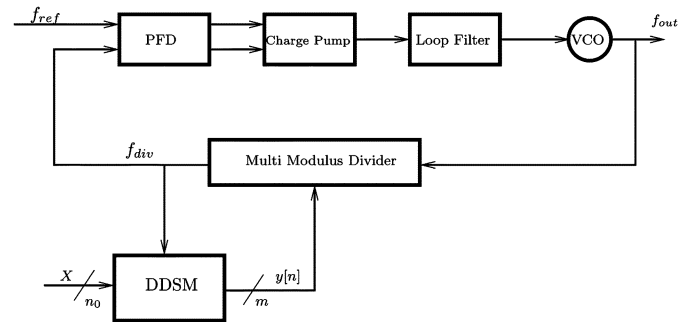 f_ref
PFD
Charge Pump
Loop Filter
VCO
f_out
f_div
Multi Modulus Divider
X
n_0
DDSM
m
y[n]